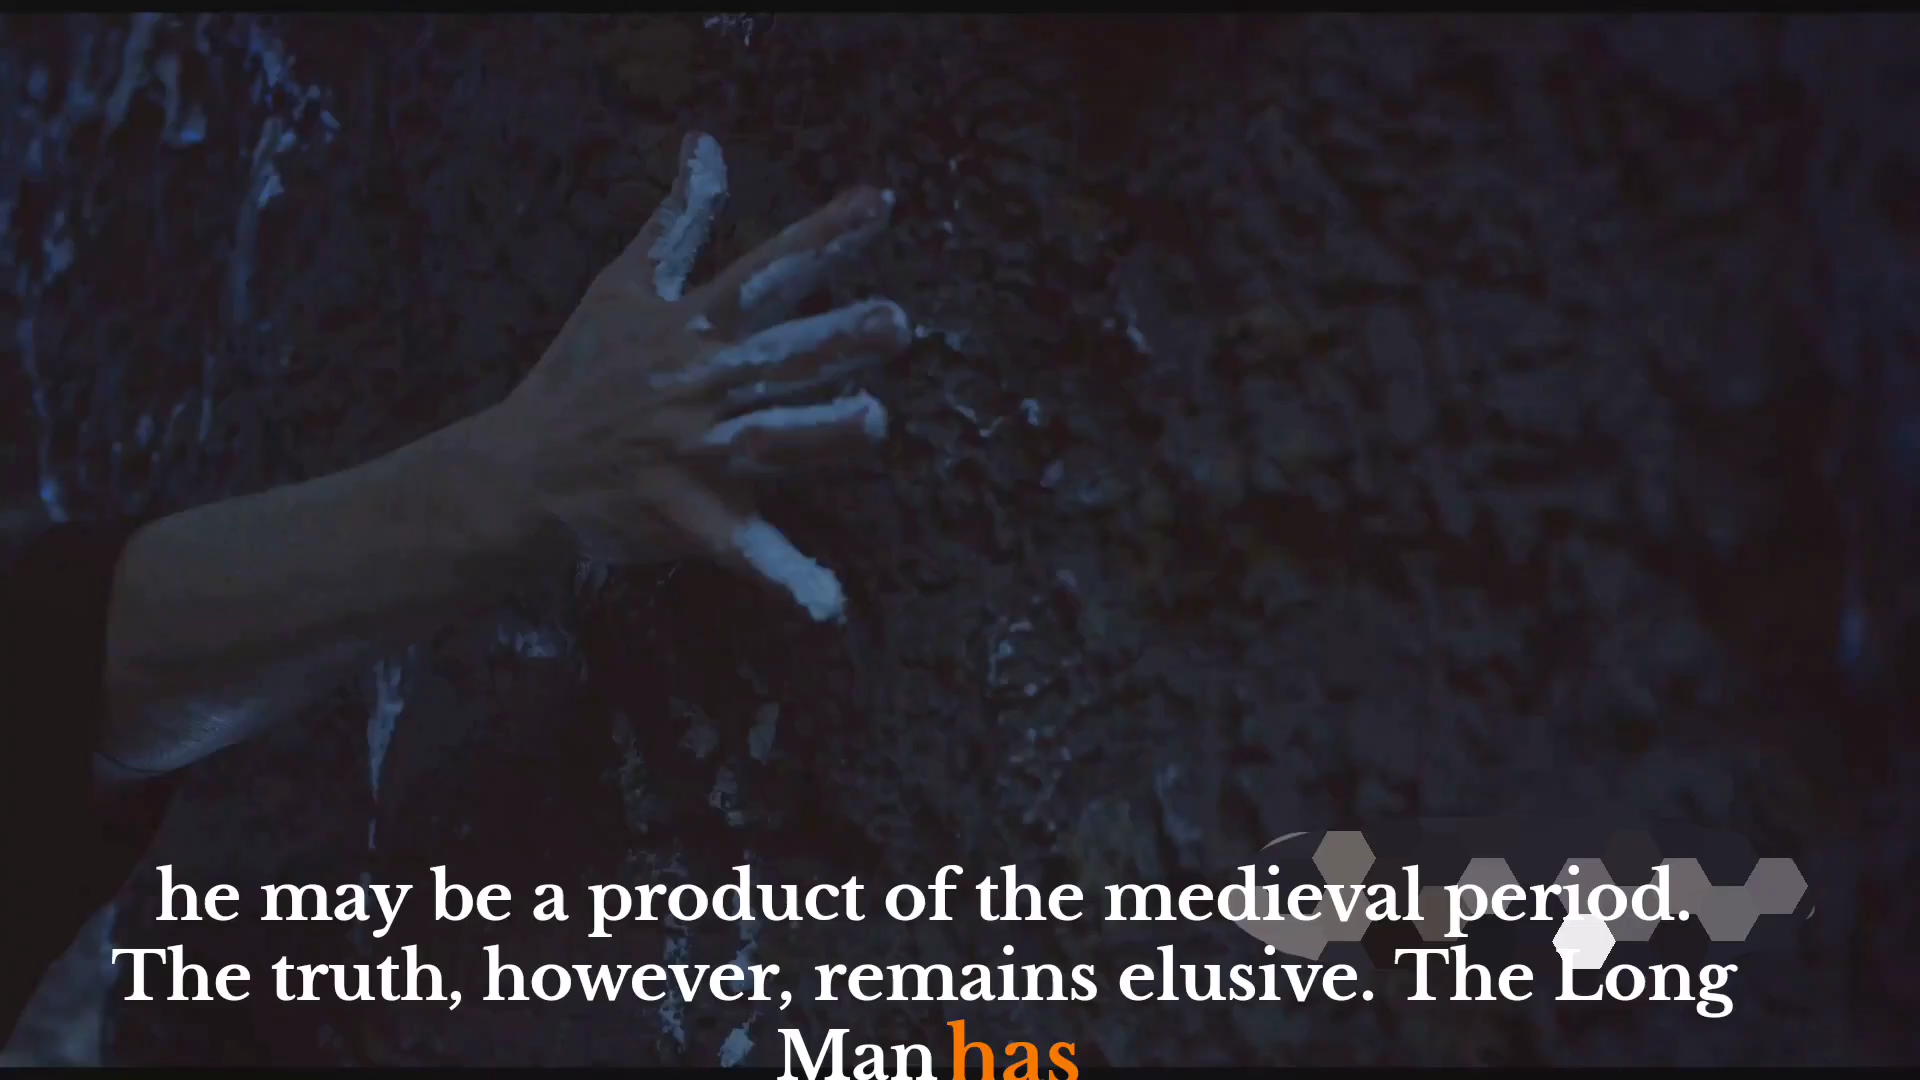 he may be a product of the medieval period.
The truth, however, remains elusive. The Long
Man has